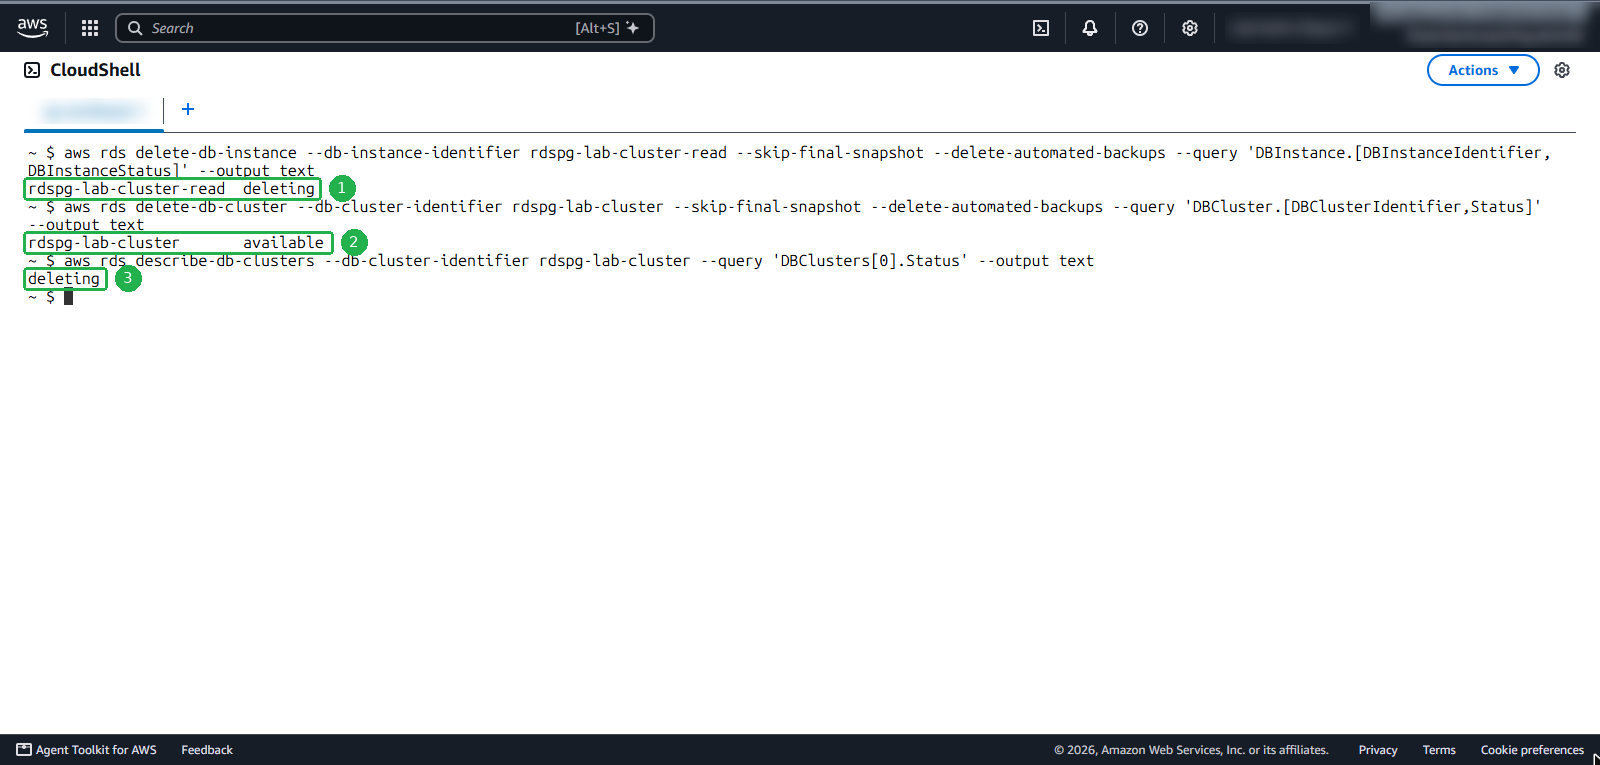 aws
Search
[Alt+S]
CloudShell
Actions
+
~ $ aws rds delete-db-instance --db-instance-identifier rdspg-lab-cluster-read --skip-final-snapshot --delete-automated-backups --query 'DBInstance.[DBInstanceIdentifier,
DBInstanceStatus]' --output text
rdspg-lab-cluster-read  deleting
1
~ $ aws rds delete-db-cluster --db-cluster-identifier rdspg-lab-cluster --skip-final-snapshot --delete-automated-backups --query 'DBCluster.[DBClusterIdentifier,Status]'
--output text
rdspg-lab-cluster       available
2
~ $ aws rds describe-db-clusters --db-cluster-identifier rdspg-lab-cluster --query 'DBClusters[0].Status' --output text
deleting
3
~ $
Agent Toolkit for AWS
Feedback
© 2026, Amazon Web Services, Inc. or its affiliates.
Privacy
Terms
Cookie preferences